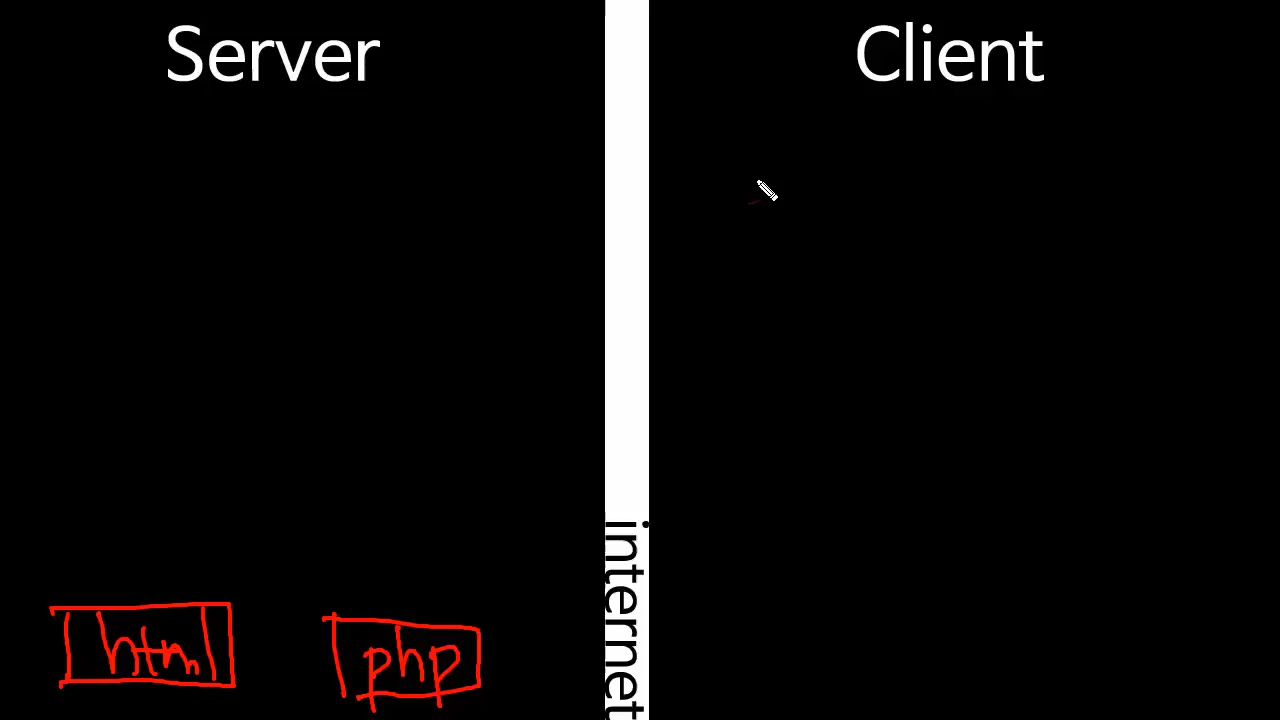 Server
Client
internet
html
php